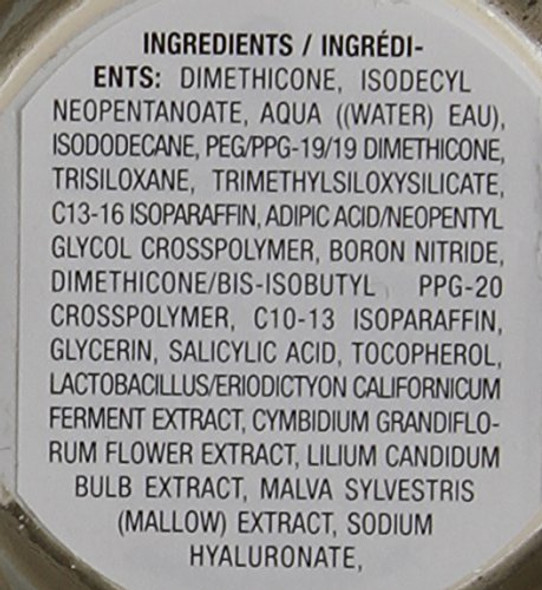 INGREDIENTS / INGRÉDI-
ENTS: DIMETHICONE, ISODECYL
NEOPENTANOATE, AQUA ((WATER) EAU),
ISODODECANE, PEG/PPG-19/19 DIMETHICONE,
TRISILOXANE, TRIMETHYLSILOXYSILICATE,
C13-16 ISOPARAFFIN, ADIPIC ACID/NEOPENTYL
GLYCOL CROSSPOLYMER, BORON NITRIDE,
DIMETHICONE/BIS-ISOBUTYL PPG-20
CROSSPOLYMER, C10-13 ISOPARAFFIN,
GLYCERIN, SALICYLIC ACID, TOCOPHEROL,
LACTOBACILLUS/ERIODICTYON CALIFORNICUM
FERMENT EXTRACT, CYMBIDIUM GRANDIFLO-
RUM FLOWER EXTRACT, LILIUM CANDIDUM
BULB EXTRACT, MALVA SYLVESTRIS
(MALLOW) EXTRACT, SODIUM
HYALURONATE,